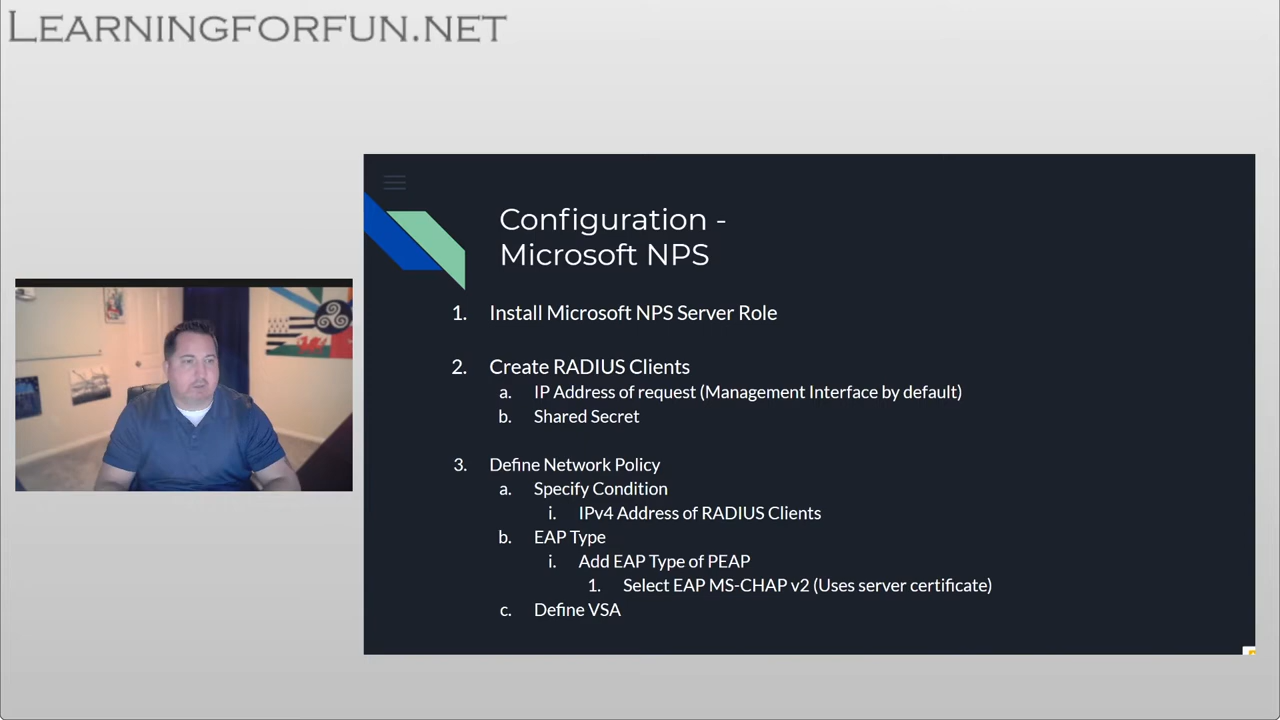 LEARNINGFORFUN.NET
Configuration -
Microsoft NPS
1. Install Microsoft NPS Server Role
2. Create RADIUS Clients
a. IP Address of request (Management Interface by default)
b. Shared Secret
3. Define Network Policy
a. Specify Condition
i. IPv4 Address of RADIUS Clients
b. EAP Type
i. Add EAP Type of PEAP
1. Select EAP MS-CHAP v2 (Uses server certificate)
c. Define VSA